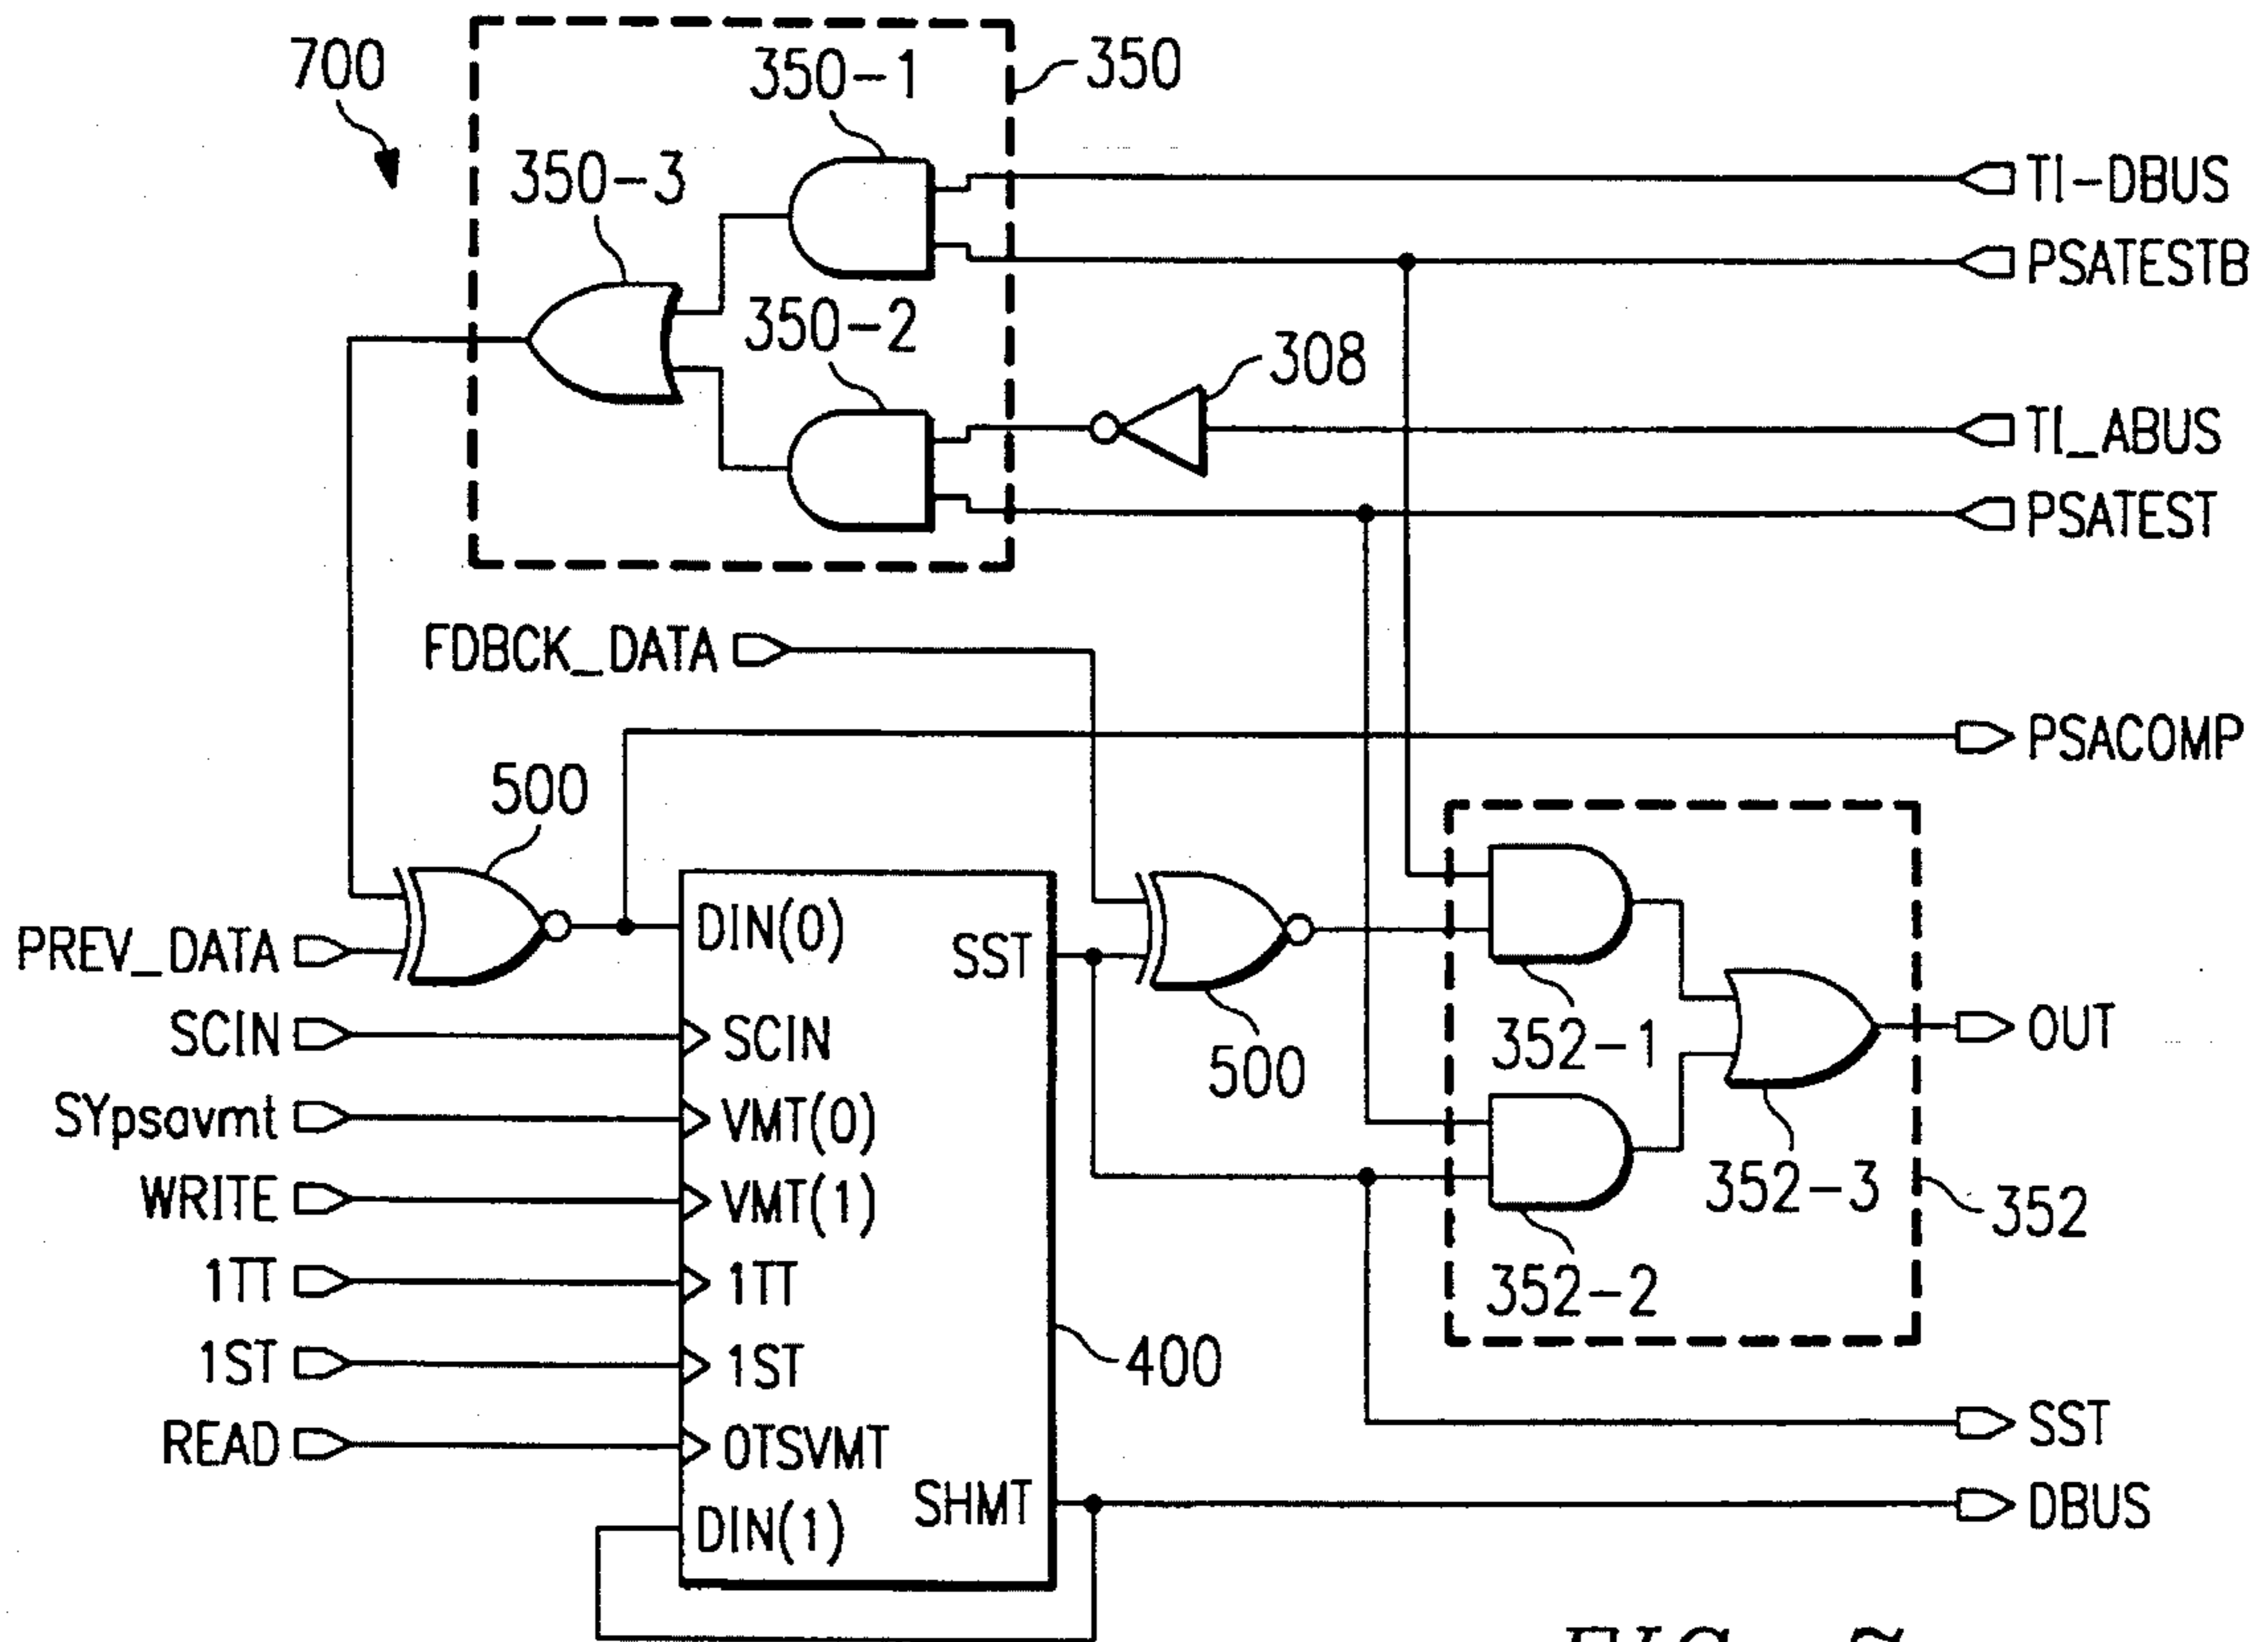 700
350-1
350
350-3
TI-DBUS
PSATESTB
350-2
308
TI_ABUS
PSATEST
FDBCK_DATA
PSACOMP
500
PREV_DATA
DIN(0)
SST
SCIN
SCIN
352-1
OUT
500
SYpsavmt
VMT(0)
WRITE
VMT(1)
352-3
352
1TT
1TT
352-2
1ST
1ST
400
SST
READ
OTSVMT
SHMT
DBUS
DIN(1)